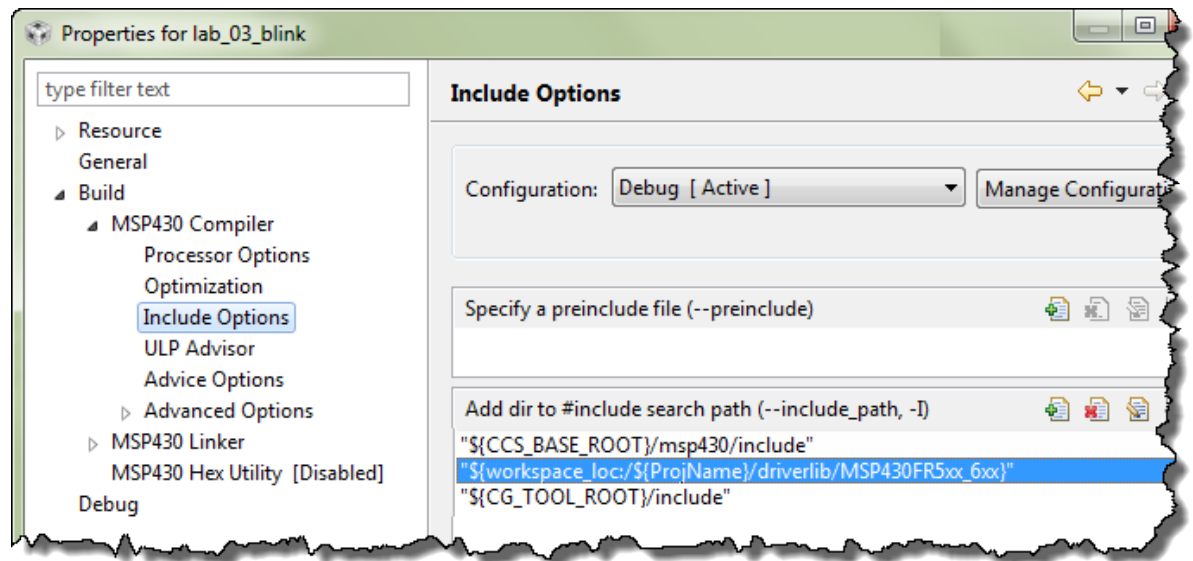 Properties for lab_03_blink
type filter text
Resource
General
Build
MSP430 Compiler
Processor Options
Optimization
Include Options
ULP Advisor
Advice Options
Advanced Options
MSP430 Linker
MSP430 Hex Utility [Disabled]
Debug
Include Options
Configuration: Debug [ Active ] Manage Configurati
Specify a preinclude file (--preinclude)
Add dir to #include search path (--include_path, -I)
"${CCS_BASE_ROOT}/msp430/include"
"${workspace_loc:/${ProjName}/driverlib/MSP430FR5xx_6xx}"
"${CG_TOOL_ROOT}/include"